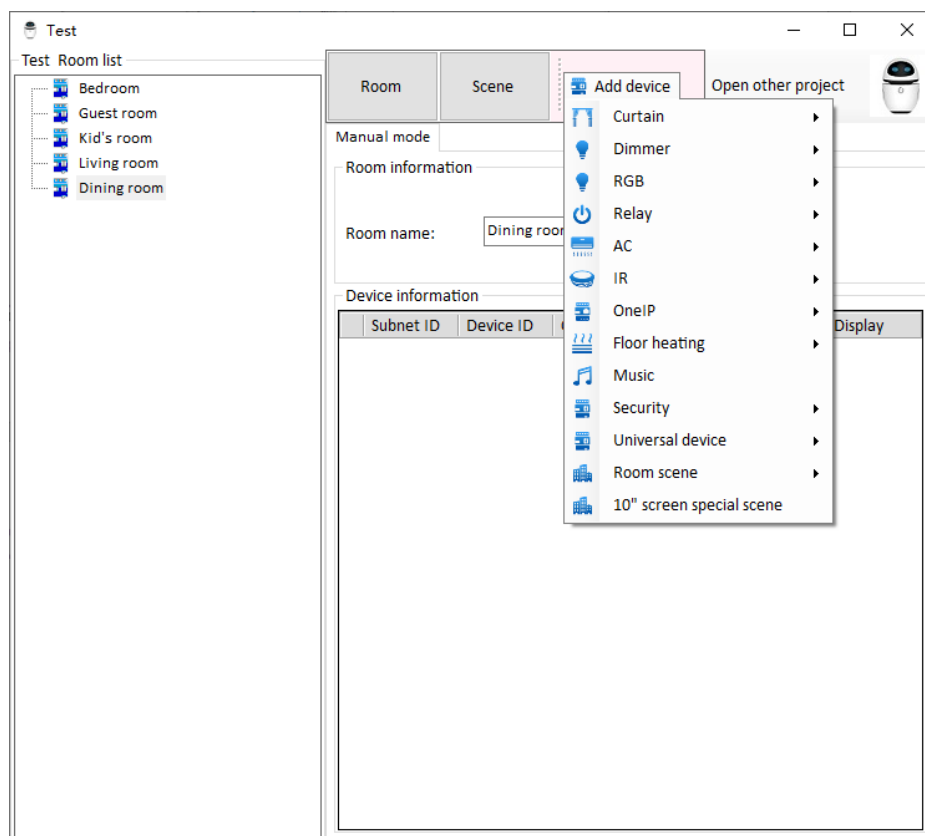 Test
Test Room list
Bedroom
Guest room
Kid's room
Living room
Dining room
Room
Scene
Add device
Open other project
Manual mode
Room information
Room name:
Dining room
Device information
Subnet ID
Device ID
Display
Curtain
Dimmer
RGB
Relay
AC
IR
OneIP
Floor heating
Music
Security
Universal device
Room scene
10" screen special scene